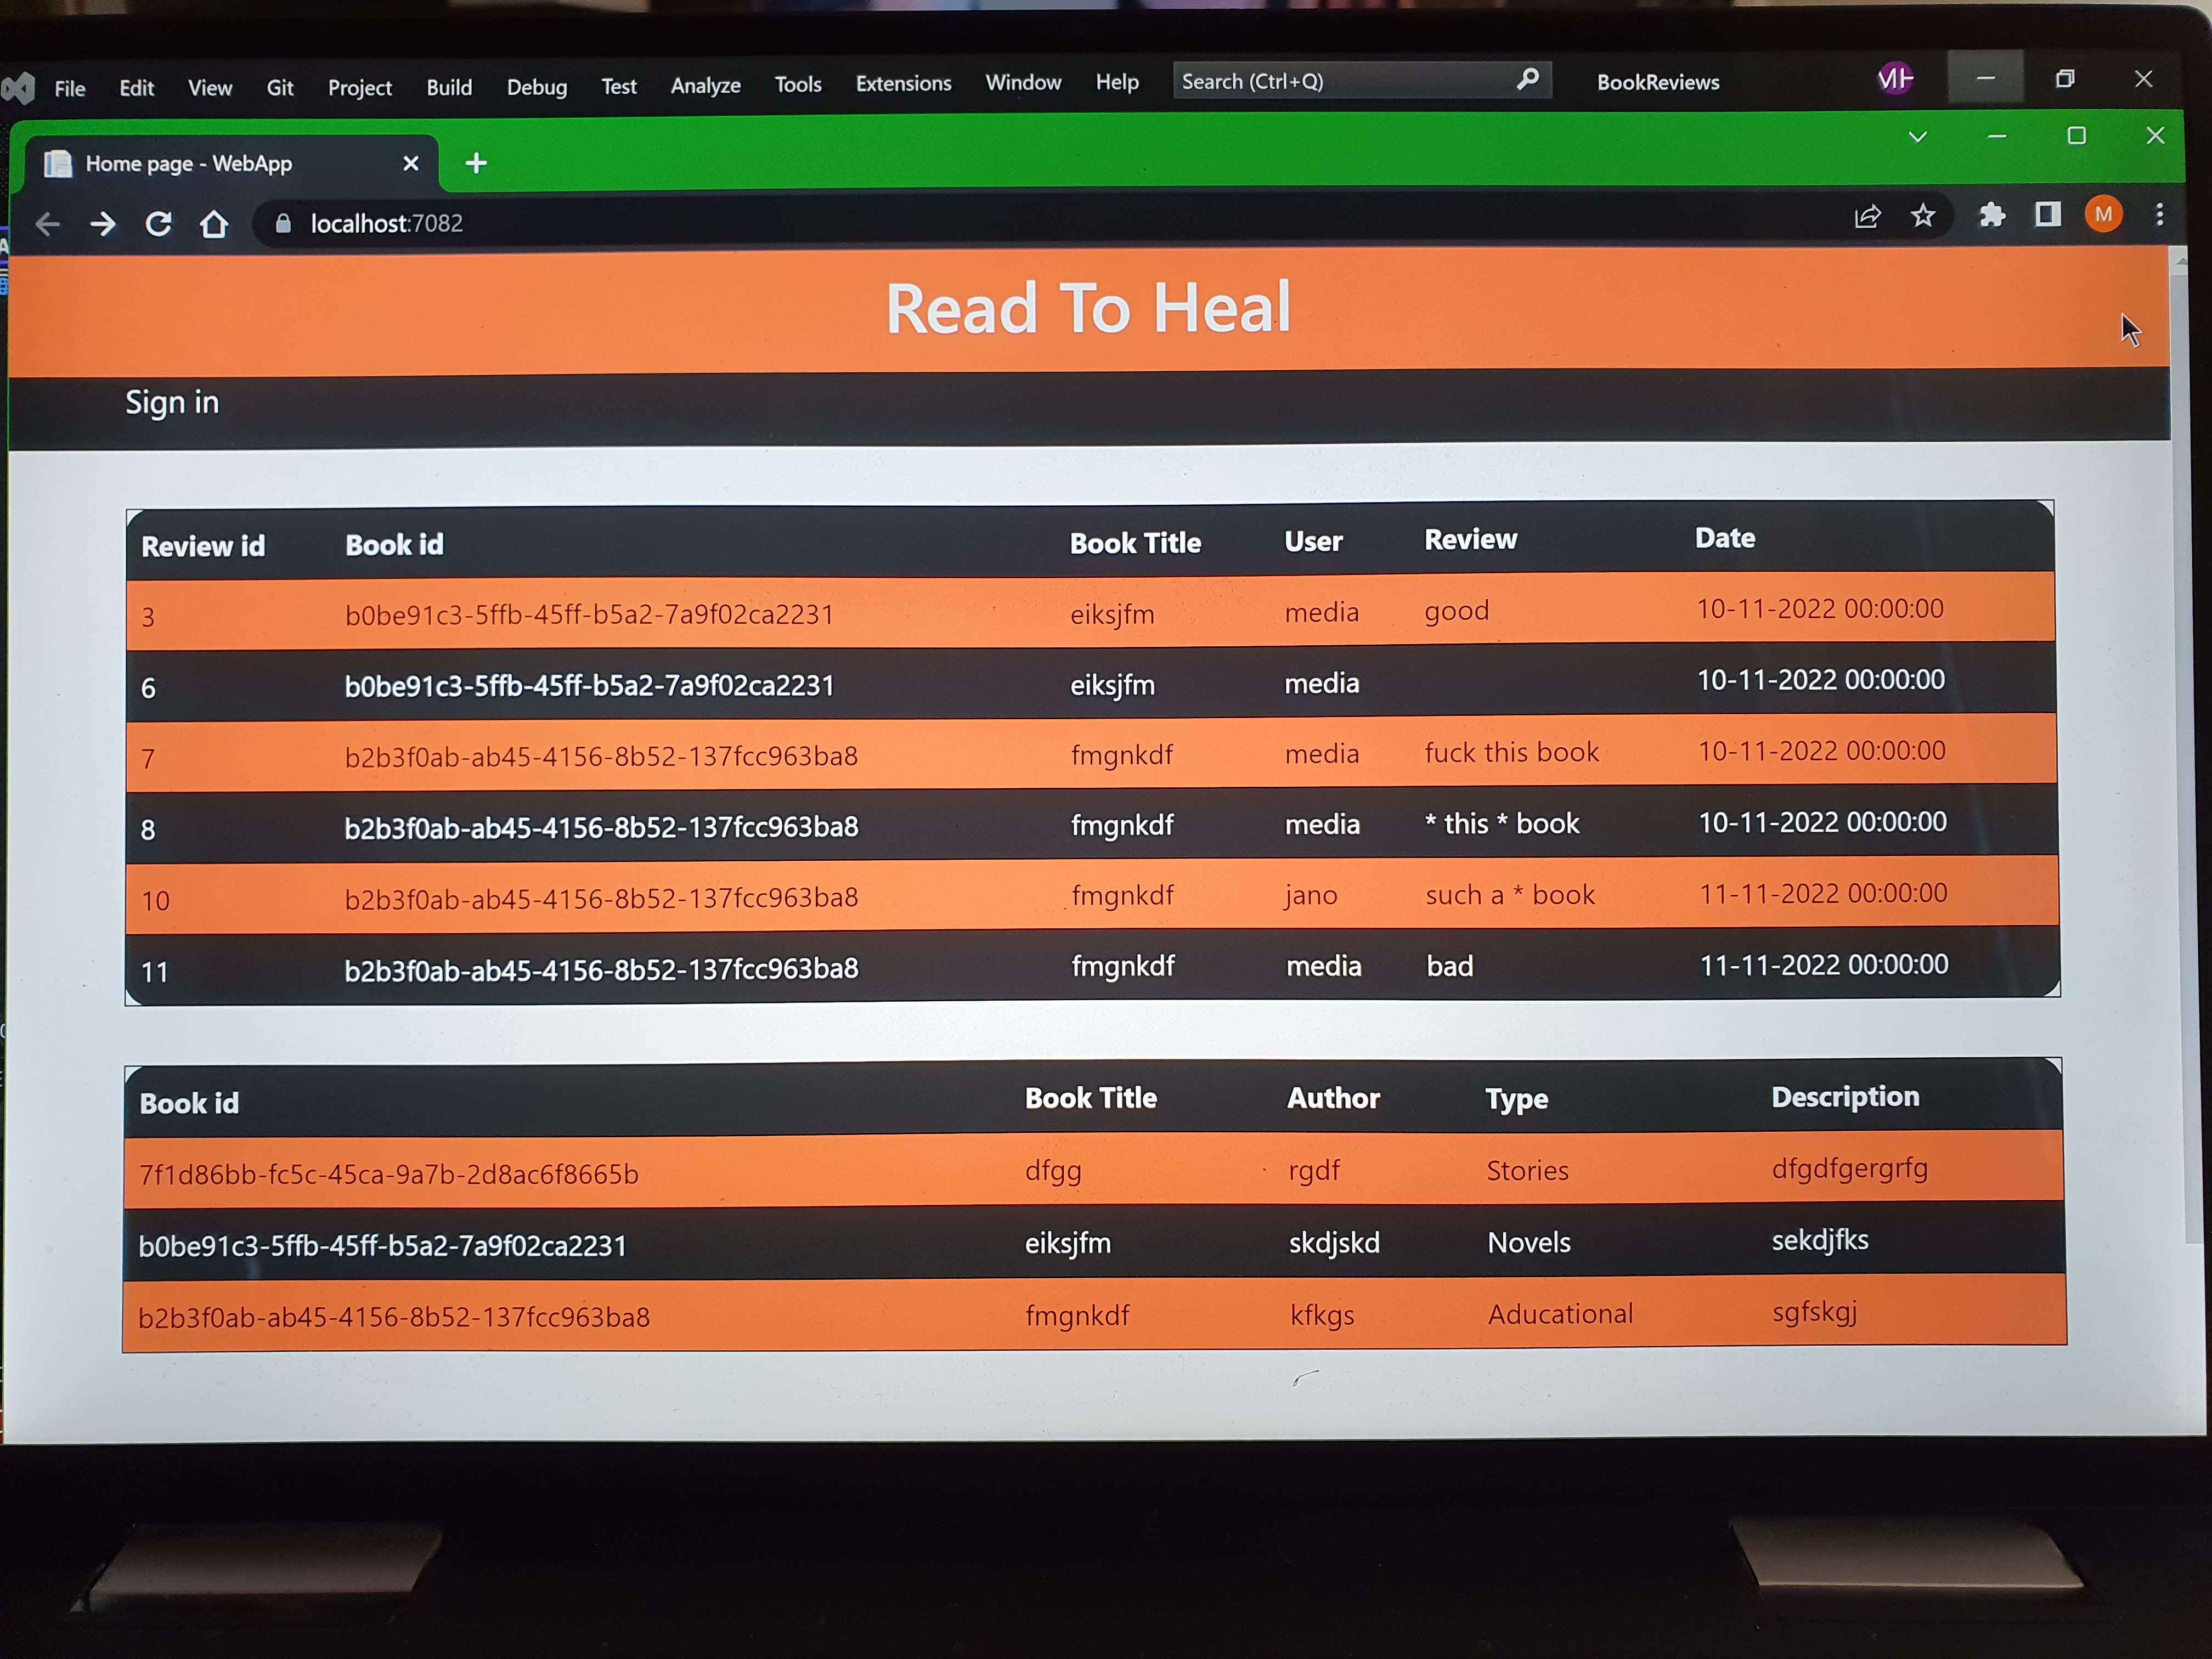 File Edit View Git Project Build Debug Test Analyze Tools Extensions Window Help Search (Ctrl+Q) BookReviews
Home page - WebApp
localhost:7082 M
Read To Heal
Sign in
Review id Book id Book Title User Review Date
3 b0be91c3-5ffb-45ff-b5a2-7a9f02ca2231 eiksjfm media good 10-11-2022 00:00:00
6 b0be91c3-5ffb-45ff-b5a2-7a9f02ca2231 eiksjfm media 10-11-2022 00:00:00
7 b2b3f0ab-ab45-4156-8b52-137fcc963ba8 fmgnkdf media fuck this book 10-11-2022 00:00:00
8 b2b3f0ab-ab45-4156-8b52-137fcc963ba8 fmgnkdf media * this * book 10-11-2022 00:00:00
10 b2b3f0ab-ab45-4156-8b52-137fcc963ba8 fmgnkdf jano such a * book 11-11-2022 00:00:00
11 b2b3f0ab-ab45-4156-8b52-137fcc963ba8 fmgnkdf media bad 11-11-2022 00:00:00
Book id Book Title Author Type Description
7f1d86bb-fc5c-45ca-9a7b-2d8ac6f8665b dfgg rgdf Stories dfgdfgergrfg
b0be91c3-5ffb-45ff-b5a2-7a9f02ca2231 eiksjfm skdjskd Novels sekdjfks
b2b3f0ab-ab45-4156-8b52-137fcc963ba8 fmgnkdf kfkgs Aducational sgfskgj